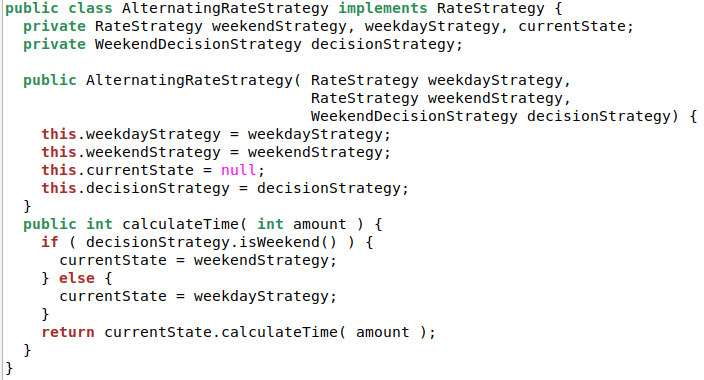 public class AlternatingRateStrategy implements RateStrategy {
  private RateStrategy weekendStrategy, weekdayStrategy, currentState;
  private WeekendDecisionStrategy decisionStrategy;

  public AlternatingRateStrategy( RateStrategy weekdayStrategy,
                                  RateStrategy weekendStrategy,
                                  WeekendDecisionStrategy decisionStrategy) {
    this.weekdayStrategy = weekdayStrategy;
    this.weekendStrategy = weekendStrategy;
    this.currentState = null;
    this.decisionStrategy = decisionStrategy;
  }
  public int calculateTime( int amount ) {
    if ( decisionStrategy.isWeekend() ) {
      currentState = weekendStrategy;
    } else {
      currentState = weekdayStrategy;
    }
    return currentState.calculateTime( amount );
  }
}